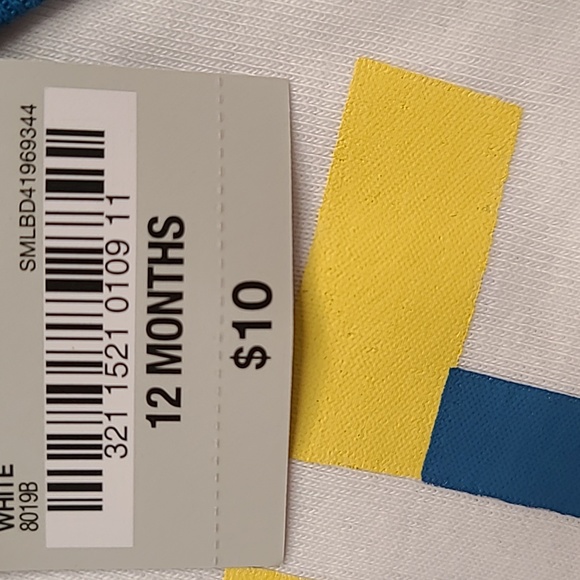 WHITE
8019B
SMLBD41969344
321 1521 0109 11
12 MONTHS
$10